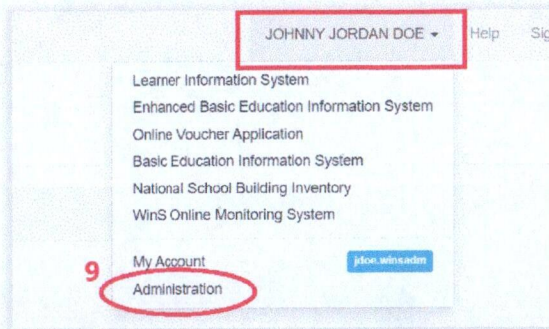 JOHNNY JORDAN DOE Help Sig
Learner Information System
Enhanced Basic Education Information System
Online Voucher Application
Basic Education Information System
National School Building Inventory
WinS Online Monitoring System
My Account jdoe.winsadm
9
Administration